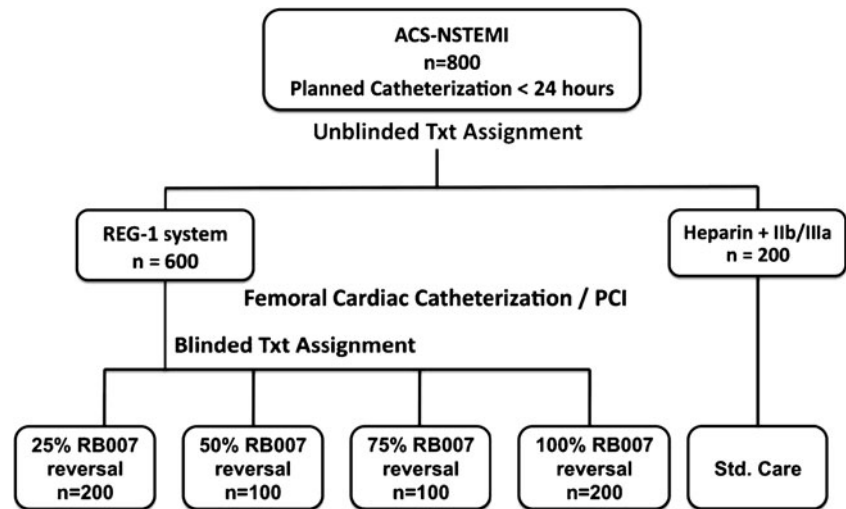 ACS-NSTEMI
n=800
Planned Catheterization < 24 hours
Unblinded Txt Assignment
REG-1 system
n = 600
Heparin + IIb/IIIa
n = 200
Femoral Cardiac Catheterization / PCI
Blinded Txt Assignment
25% RB007
reversal
n=200
50% RB007
reversal
n=100
75% RB007
reversal
n=100
100% RB007
reversal
n=200
Std. Care